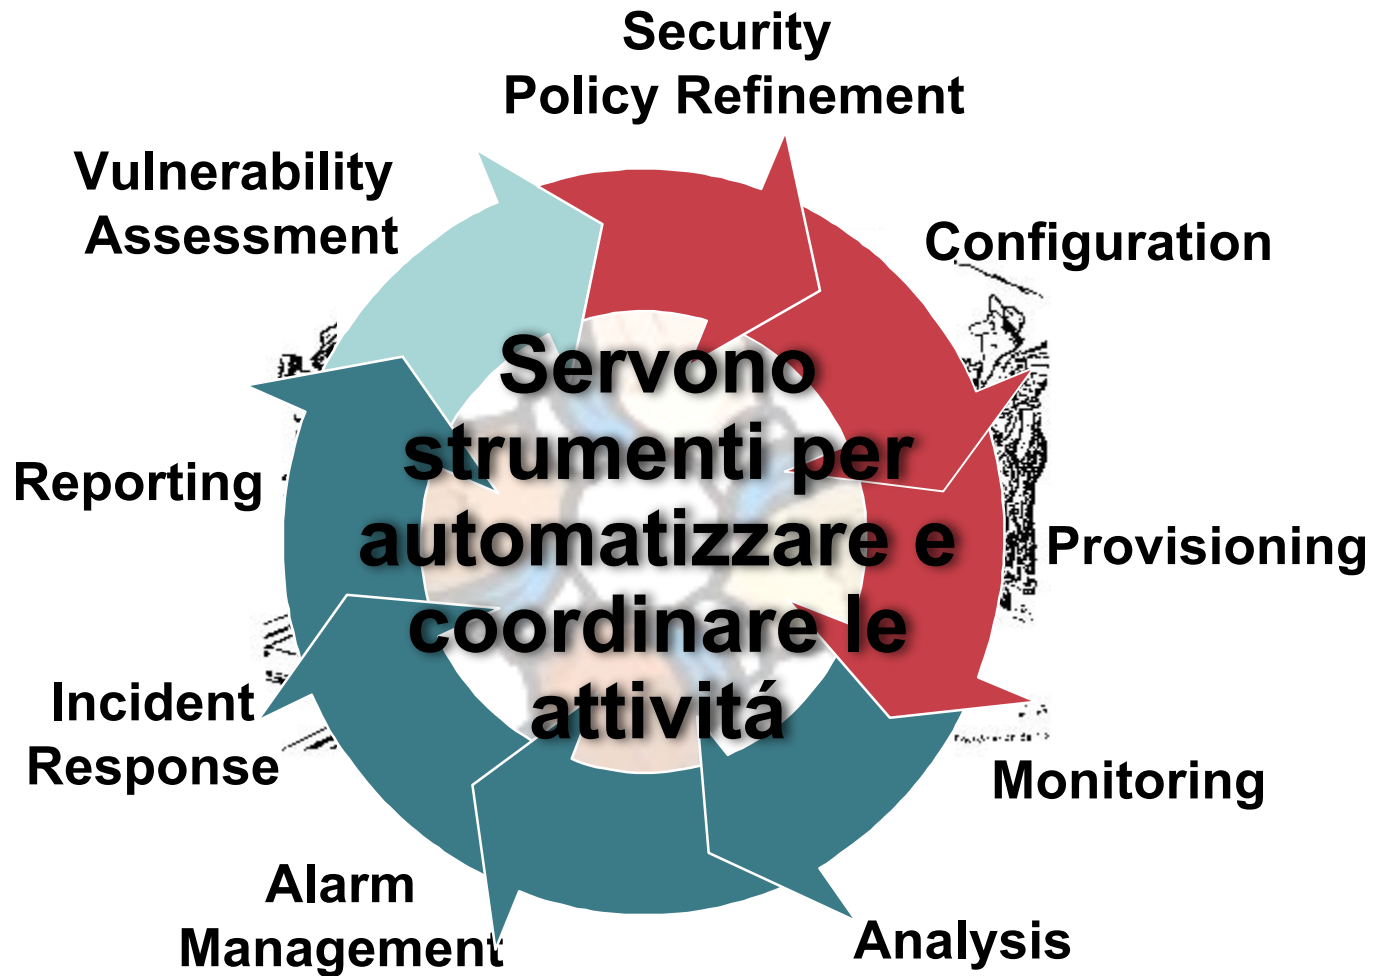 Security
Policy Refinement
Vulnerability
Assessment
Configuration
Servono
strumenti per
automatizzare e
coordinare le
attivitá
Reporting
Provisioning
Incident
Response
Monitoring
Alarm
Management
Analysis